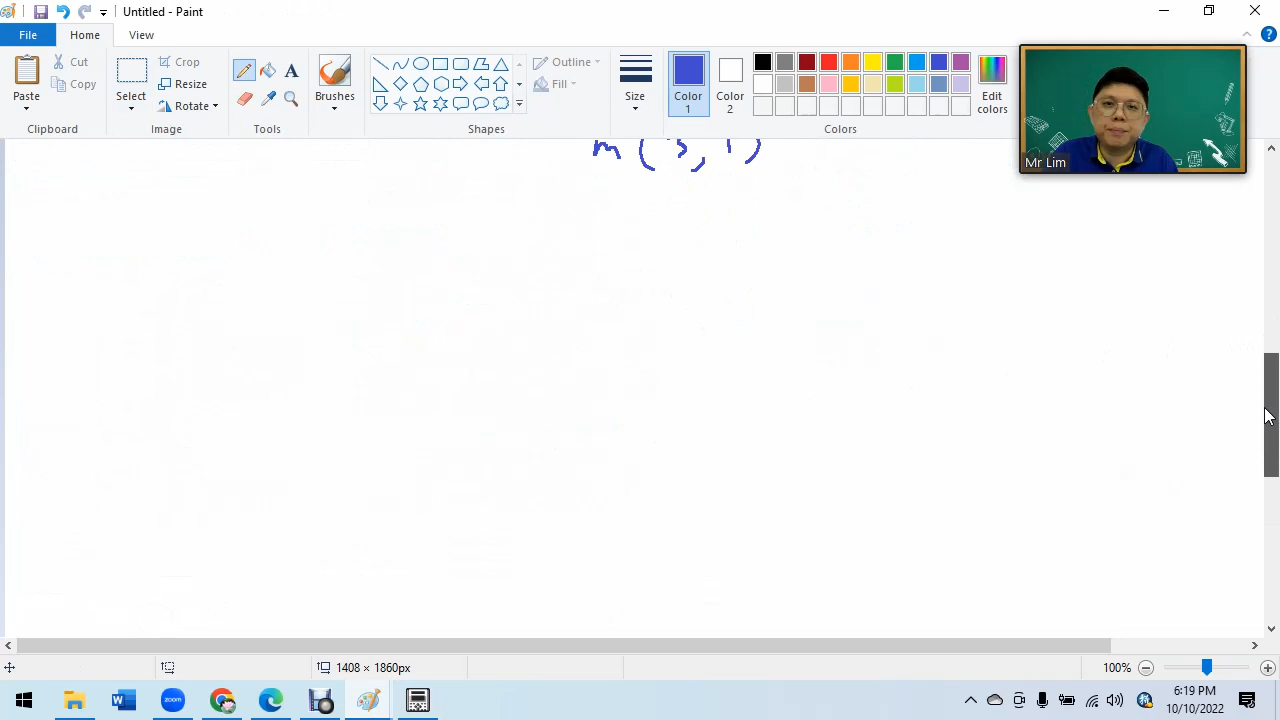 Untitled - Paint
File
Home
View
Paste
Cut
Copy
Clipboard
Select
Crop
Resize
Rotate
Image
A
Tools
Brushes
Shapes
Outline
Fill
Size
Color
1
Color
2
Edit
colors
Colors
Mr Lim
m (3, 1)
1408 × 1860px
100%
W
zoom
6:19 PM
10/10/2022